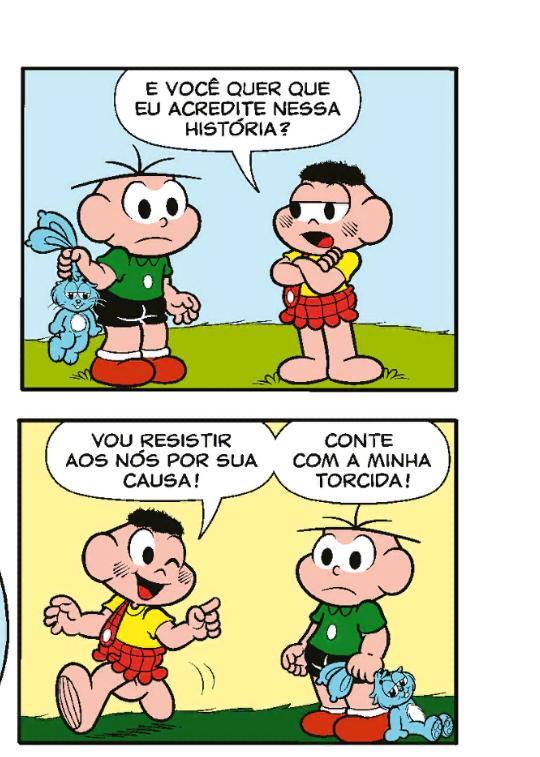 E VOCÊ QUER QUE
EU ACREDITE NESSA
HISTÓRIA?
VOU RESISTIR
AOS NÓS POR SUA
CAUSA!
CONTE
COM A MINHA
TORCIDA!